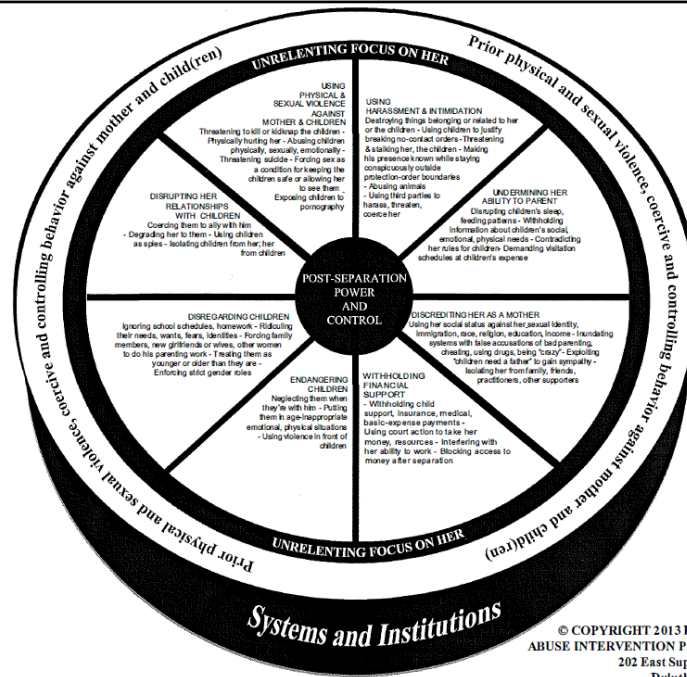 Prior physical and sexual violence, coercive and controlling behavior against mother and child(ren)
Prior physical and sexual violence, coercive and controlling behavior against mother and child(ren)
UNRELENTING FOCUS ON HER
USING
PHYSICAL &
SEXUAL VIOLENCE
AGAINST
MOTHER & CHILDREN
Threatening to kill or kidnap the children -
Physically hurting her - Abusing children
physically, sexually, emotionally -
Threatening suicide - Forcing sex as
a condition for keeping the
children safe or allowing her
to see them -
Exposing children to
pornography
USING
HARASSMENT & INTIMIDATION
Destroying things belonging or related to her
or the children - Using children to justify
breaking no-contact orders - Threatening
& stalking her, the children - Making
his presence known while staying
conspicuously outside
protection-order boundaries
- Abusing animals
- Using third parties to
harass, threaten,
coerce her
UNDERMINING HER
ABILITY TO PARENT
Disrupting children's sleep,
feeding patterns - Withholding
Information about children's social,
emotional, physical needs - Contradicting
her rules for children- Demanding visitation
schedules at children's expense
DISCREDITING HER AS A MOTHER
Using her social status against her,sexual Identity,
Immigration, race, religion, education, Income - Inundating
systems with false accusations of bad parenting,
cheating, using drugs, being "crazy"- Exploiting
"children need a father" to gain sympathy -
Isolating her from family, friends,
practitioners, other supporters
WITHHOLDING
FINANCIAL
SUPPORT
- Withholding child
support, insurance, medical,
basic-expense payments -
Using court action to take her
money, resources - Interfering with
her ability to work - Blocking access to
money after separation
ENDANGERING
CHILDREN
Neglecting them when
they're with him - Putting
them in age-inappropriate
emotional, physical situations
- Using violence in front of
children
DISREGARDING CHILDREN
Ignoring school schedules, homework - Ridiculing
their needs, wants, fears, identities - Forcing family
members, new girlfriends or wives, other women
to do his parenting work - Treating them as
younger or older than they are -
Enforcing strict gender roles
DISRUPTING HER
RELATIONSHIPS
WITH CHILDREN
Coercing them to ally with him
- Degrading her to them - Using children
as spies - Isolating children from her; her
from children
POST-SEPARATION
POWER
AND
CONTROL
UNRELENTING FOCUS ON HER
Systems and Institutions
© COPYRIGHT 2013
ABUSE INTERVENTION
202 East